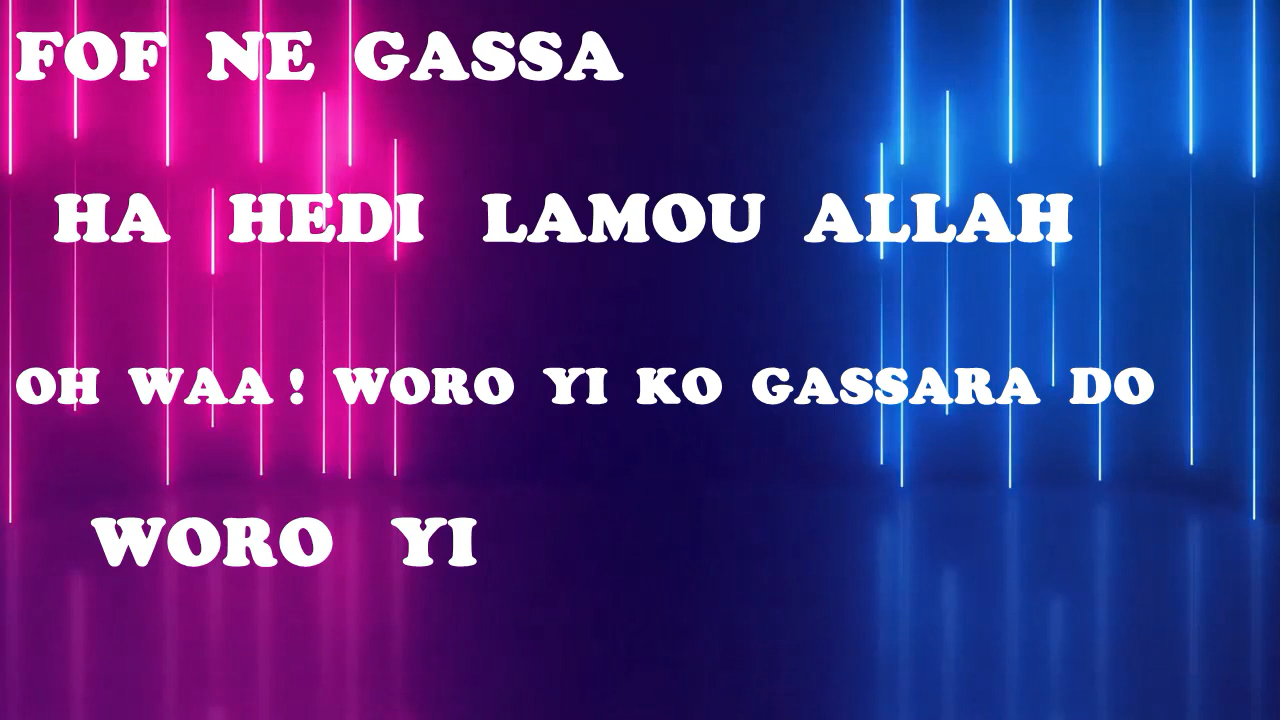 FOF NE GASSA
HA HEDI LAMOU ALLAH
OH WAA ! WORO YI KO GASSARA DO
WORO YI